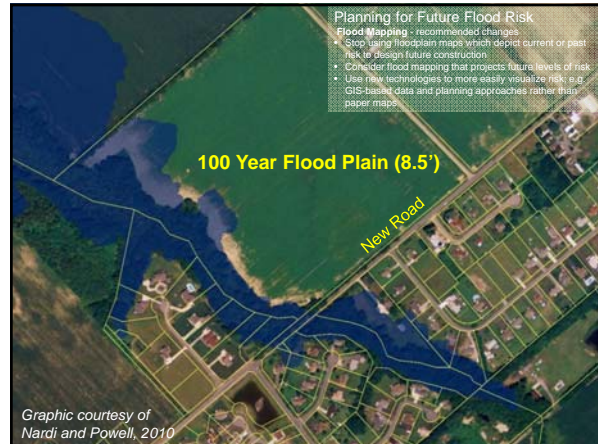 Planning for Future Flood Risk
Flood Mapping - recommended changes
• Stop using floodplain maps which depict current or past
risk to design future construction
• Consider flood mapping that projects future levels of risk
• Use new technologies to more easily visualize risk; e.g.
GIS-based data and planning approaches rather than
paper maps
100 Year Flood Plain (8.5')
New Road
Graphic courtesy of
Nardi and Powell, 2010